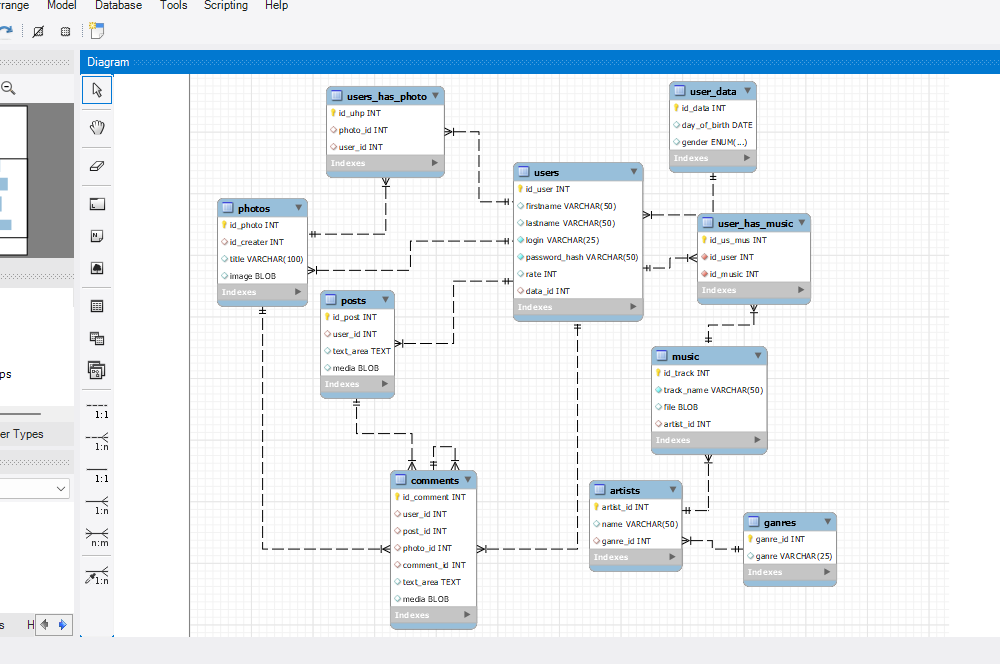 rrange Model Database Tools Scripting Help
Diagram
users_has_photo
id_uhp INT
photo_id INT
user_id INT
Indexes
user_data
id_data INT
day_of_birth DATE
gender ENUM(...)
Indexes
users
id_user INT
firstname VARCHAR(50)
lastname VARCHAR(50)
login VARCHAR(25)
password_hash VARCHAR(50)
rate INT
data_id INT
Indexes
photos
id_photo INT
id_creater INT
title VARCHAR(100)
image BLOB
Indexes
user_has_music
id_us_mus INT
id_user INT
id_music INT
Indexes
posts
id_post INT
user_id INT
text_area TEXT
media BLOB
Indexes
music
id_track INT
track_name VARCHAR(50)
file BLOB
artist_id INT
Indexes
comments
id_comment INT
user_id INT
post_id INT
photo_id INT
comment_id INT
text_area TEXT
media BLOB
Indexes
artists
artist_id INT
name VARCHAR(50)
ganre_id INT
Indexes
ganres
ganre_id INT
ganre VARCHAR(25)
Indexes
ps
er Types
s H
1:1
1:n
1:1
1:n
n:m
1:n